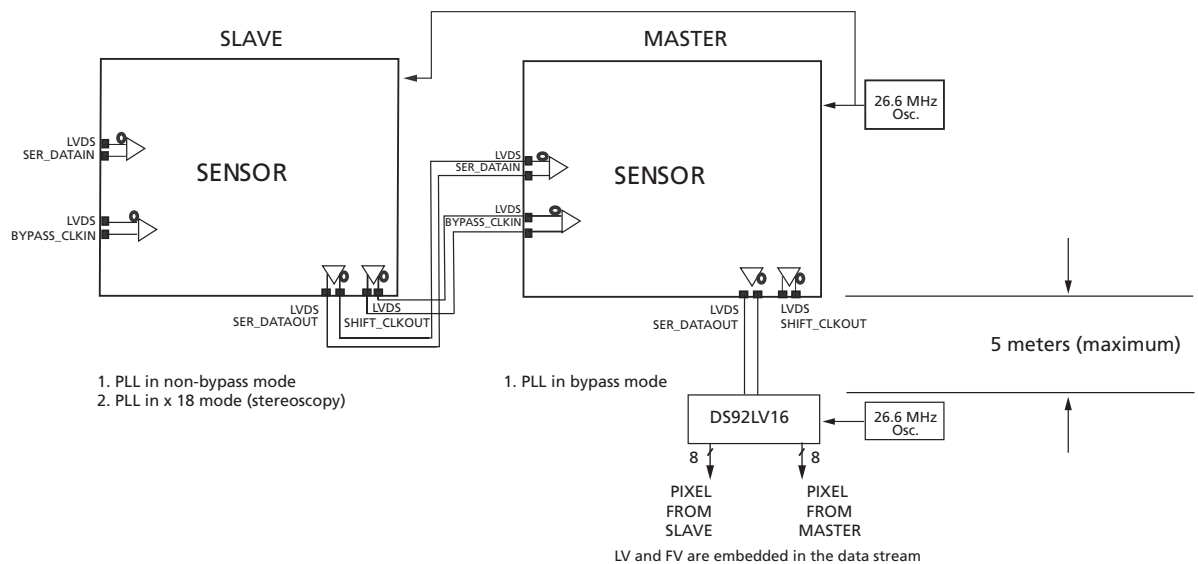 SLAVE
MASTER
26.6 MHz
Osc.
LVDS
SER_DATAIN
SENSOR
LVDS
BYPASS_CLKIN
LVDS
SER_DATAOUT
LVDS
SHIFT_CLKOUT
LVDS
SER_DATAIN
SENSOR
LVDS
BYPASS_CLKIN
LVDS
SER_DATAOUT
LVDS
SHIFT_CLKOUT
5 meters (maximum)
1. PLL in non-bypass mode
2. PLL in x 18 mode (stereoscopy)
1. PLL in bypass mode
DS92LV16
26.6 MHz
Osc.
8
8
PIXEL
FROM
SLAVE
PIXEL
FROM
MASTER
LV and FV are embedded in the data stream